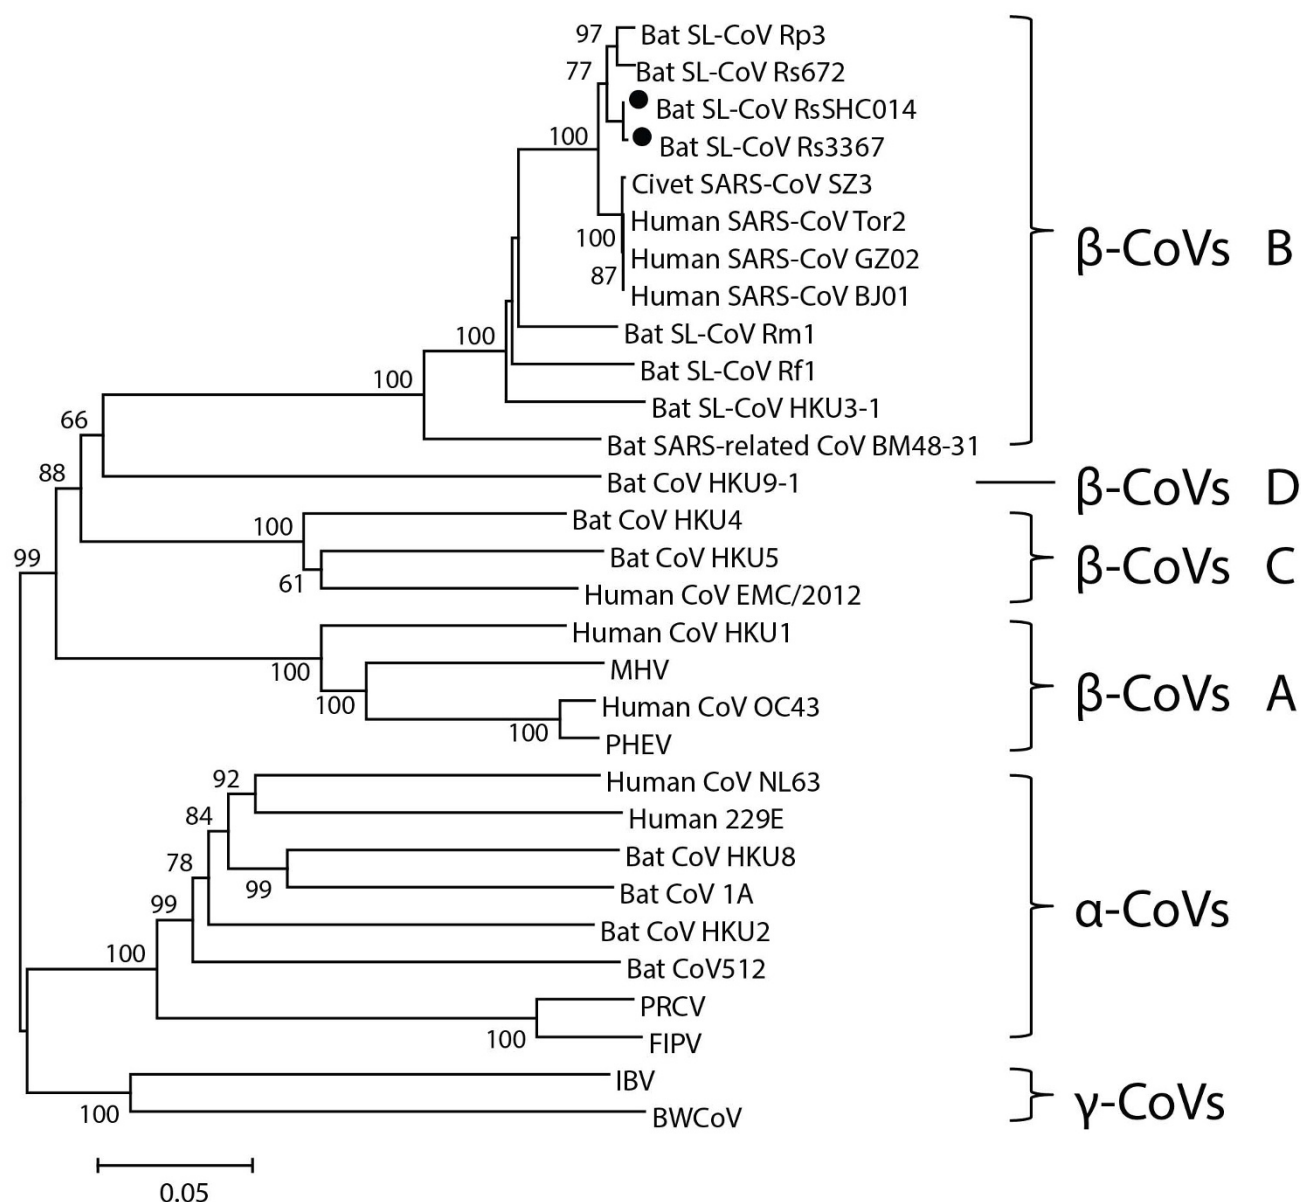 97
Bat SL-CoV Rp3
77
Bat SL-CoV Rs672
Bat SL-CoV RsSHC014
100
Bat SL-CoV Rs3367
Civet SARS-CoV SZ3
Human SARS-CoV Tor2
100
Human SARS-CoV GZ02
87
Human SARS-CoV BJ01
β-CoVs B
100
Bat SL-CoV Rm1
100
Bat SL-CoV Rf1
Bat SL-CoV HKU3-1
66
Bat SARS-related CoV BM48-31
88
Bat CoV HKU9-1
β-CoVs D
100
Bat CoV HKU4
99
Bat CoV HKU5
61
Human CoV EMC/2012
β-CoVs C
Human CoV HKU1
100
MHV
100
Human CoV OC43
100
PHEV
β-CoVs A
92
Human CoV NL63
84
Human 229E
78
Bat CoV HKU8
99
Bat CoV 1A
99
Bat CoV HKU2
100
Bat CoV512
PRCV
100
FIPV
α-CoVs
IBV
100
BWCoV
γ-CoVs
0.05